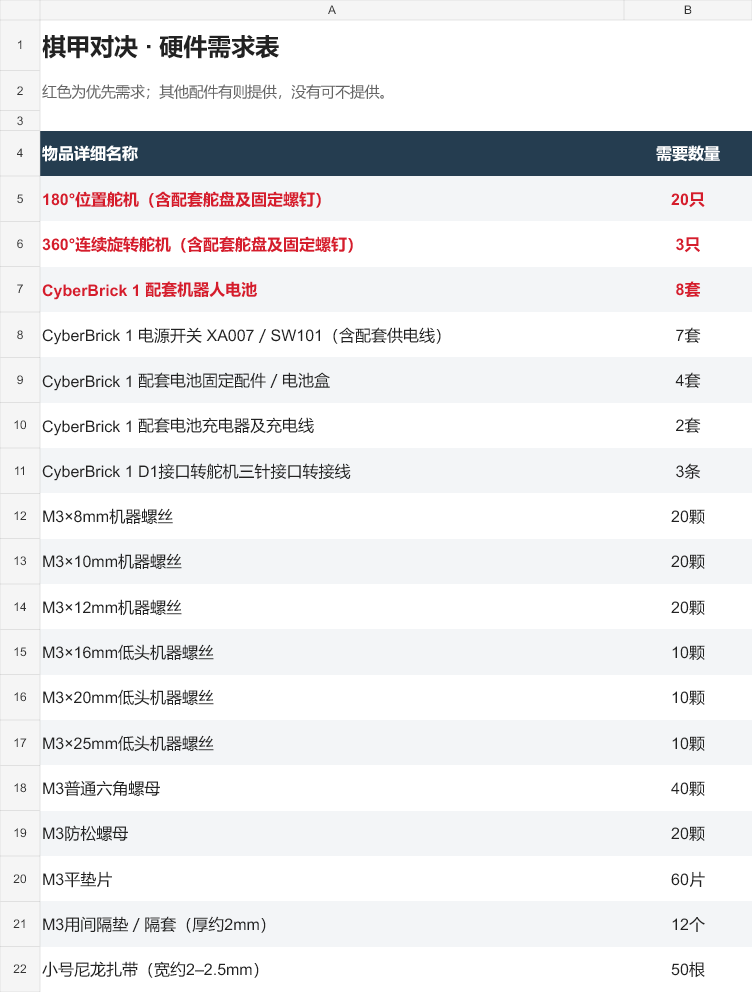 A B
1 棋甲对决 · 硬件需求表
2 红色为优先需求；其他配件有则提供，没有可不提供。
3
4 物品详细名称 需要数量
5 180°位置舵机（含配套舵盘及固定螺钉） 20只
6 360°连续旋转舵机（含配套舵盘及固定螺钉） 3只
7 CyberBrick 1 配套机器人电池 8套
8 CyberBrick 1 电源开关 XA007 / SW101（含配套供电线） 7套
9 CyberBrick 1 配套电池固定配件 / 电池盒 4套
10 CyberBrick 1 配套电池充电器及充电线 2套
11 CyberBrick 1 D1接口转舵机三针接口转接线 3条
12 M3×8mm机器螺丝 20颗
13 M3×10mm机器螺丝 20颗
14 M3×12mm机器螺丝 20颗
15 M3×16mm低头机器螺丝 10颗
16 M3×20mm低头机器螺丝 10颗
17 M3×25mm低头机器螺丝 10颗
18 M3普通六角螺母 40颗
19 M3防松螺母 20颗
20 M3平垫片 60片
21 M3用间隔垫 / 隔套（厚约2mm） 12个
22 小号尼龙扎带（宽约2–2.5mm） 50根